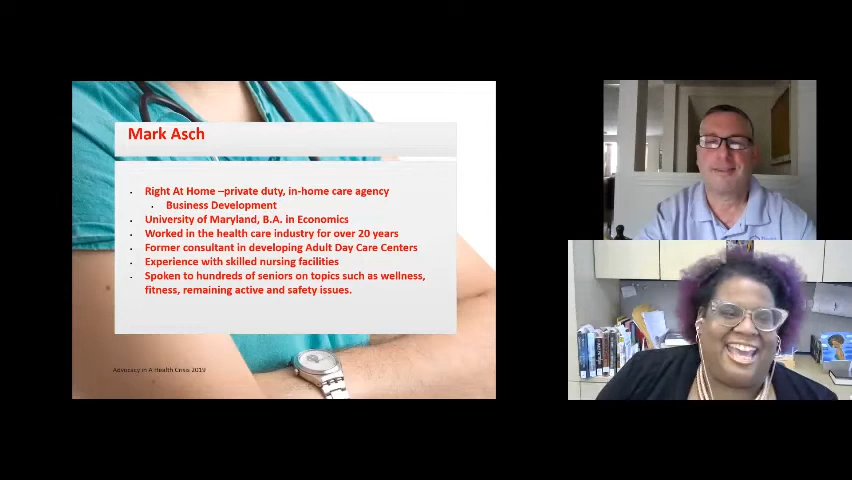 Mark Asch
• Right At Home –private duty, in-home care agency
• Business Development
• University of Maryland, B.A. in Economics
• Worked in the health care industry for over 20 years
• Former consultant in developing Adult Day Care Centers
• Experience with skilled nursing facilities
• Spoken to hundreds of seniors on topics such as wellness,
fitness, remaining active and safety issues.
Advocacy in A Health Crisis 2019